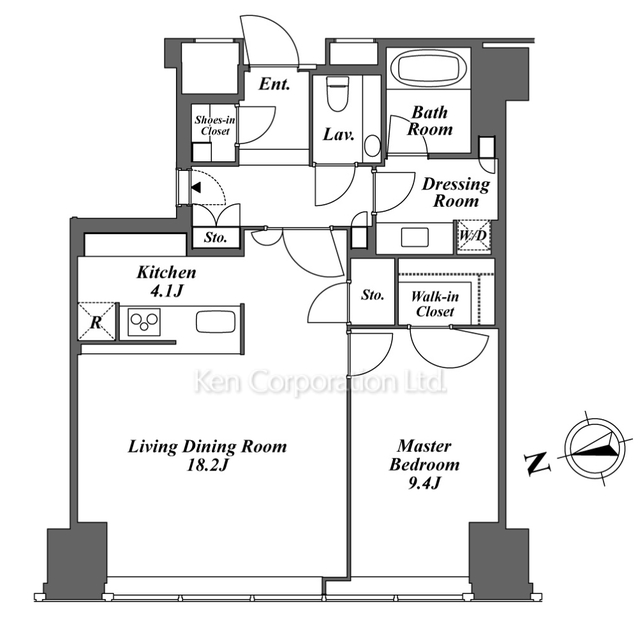 Ent.
Shoes-in
Closet
Lav.
Bath
Room
Dressing
Room
W/D
Sto.
Kitchen
4.1J
R
Sto.
Walk-in
Closet
Ken Corporation Ltd.
Living Dining Room
18.2J
Master
Bedroom
9.4J
N